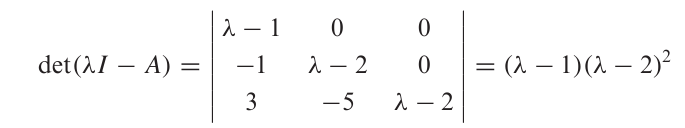 λ − 1 0 0
det(λI − A) = −1 λ − 2 0 = (λ − 1)(λ − 2)²
3 −5 λ − 2